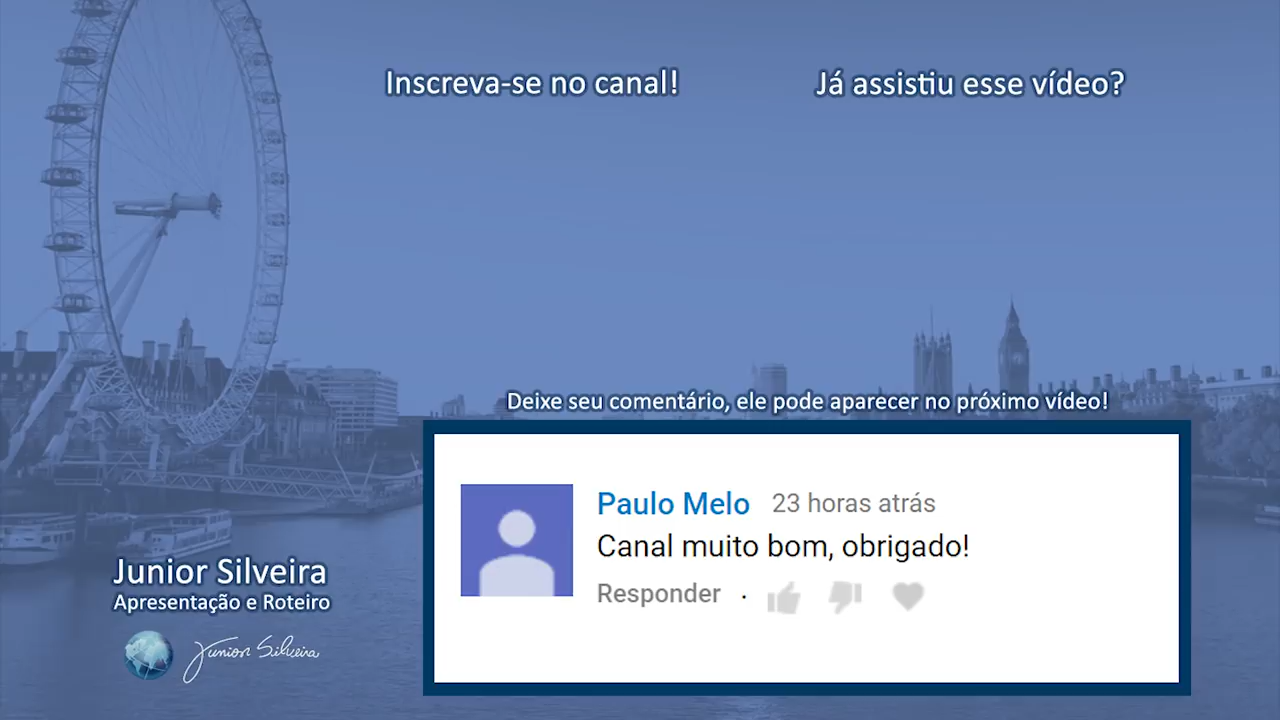 Inscreva-se no canal!
Já assistiu esse vídeo?
Deixe seu comentário, ele pode aparecer no próximo vídeo!
Paulo Melo 23 horas atrás
Canal muito bom, obrigado!
Responder ·
Junior Silveira
Apresentação e Roteiro
Junior Silveira